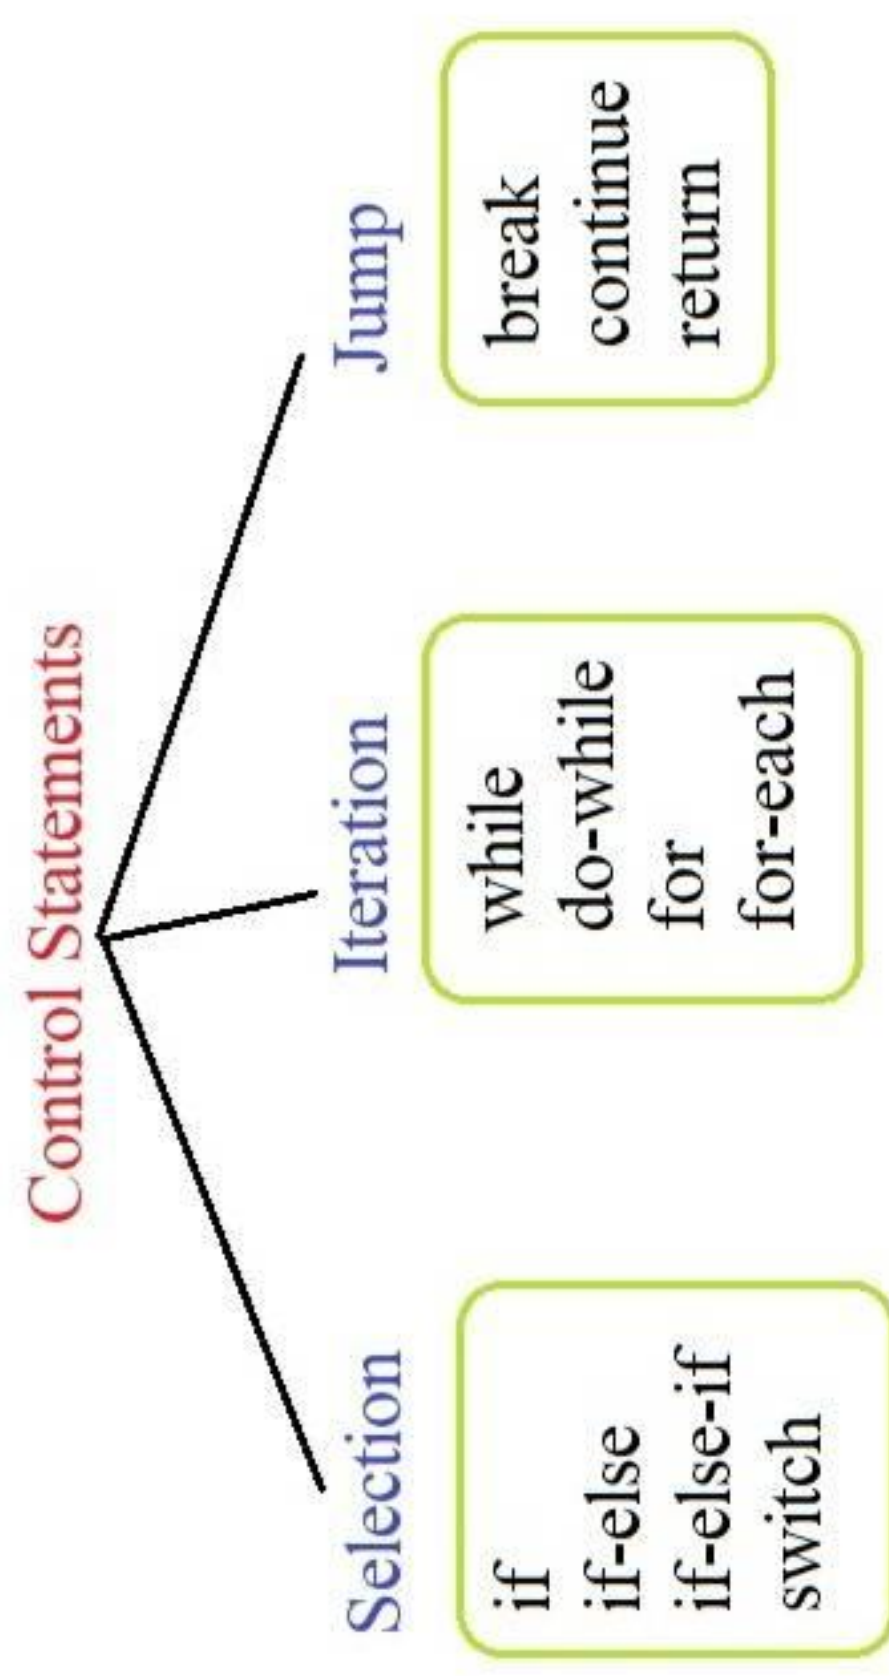 Control Statements
Selection
if
if-else
if-else-if
switch
Iteration
while
do-while
for
for-each
Jump
break
continue
return